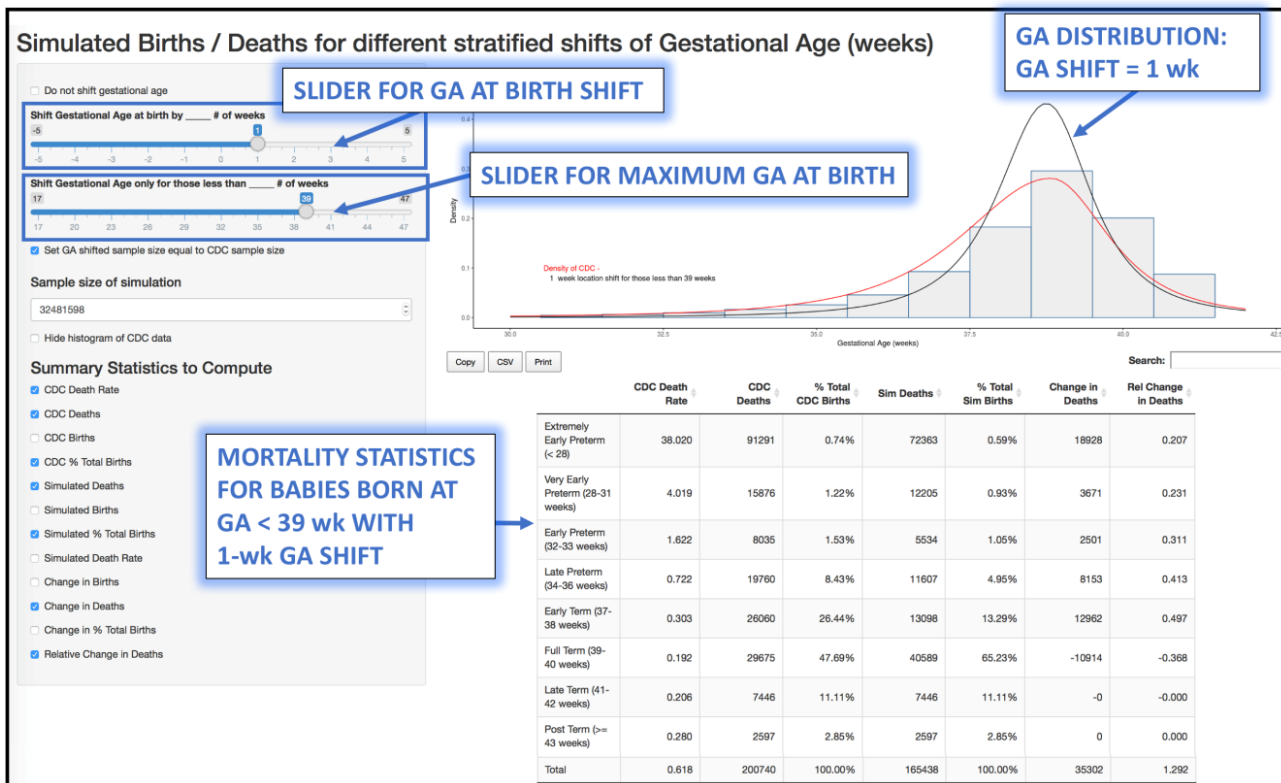 Simulated Births / Deaths for different stratified shifts of Gestational Age (weeks)
GA DISTRIBUTION:
GA SHIFT = 1 wk
Do not shift gestational age
SLIDER FOR GA AT BIRTH SHIFT
Shift Gestational Age at birth by ____ # of weeks
-5 1 5
-5 -4 -3 -2 -1 0 1 2 3 4 5
Shift Gestational Age only for those less than ____ # of weeks
17 39 47
17 20 23 26 29 32 35 38 41 44 47
SLIDER FOR MAXIMUM GA AT BIRTH
Set GA shifted sample size equal to CDC sample size
Sample size of simulation
32481598
Hide histogram of CDC data
Summary Statistics to Compute
CDC Death Rate
CDC Deaths
CDC Births
CDC % Total Births
Simulated Deaths
Simulated Births
Simulated % Total Births
Simulated Death Rate
Change in Births
Change in Deaths
Change in % Total Births
Relative Change in Deaths
MORTALITY STATISTICS
FOR BABIES BORN AT
GA < 39 wk WITH
1-wk GA SHIFT
Density
0.4
0.2
0.1
0.0
Density of CDC -
1 week location shift for those less than 39 weeks
30.0 32.5 35.0 37.5 40.0 42.5
Gestational Age (weeks)
Copy CSV Print
Search:
CDC Death CDC % Total Sim Deaths % Total Change in Rel Change
Rate Deaths CDC Births Sim Births Deaths in Deaths
Extremely
Early Preterm 38.020 91291 0.74% 72363 0.59% 18928 0.207
(< 28)
Very Early
Preterm (28-31 4.019 15876 1.22% 12205 0.93% 3671 0.231
weeks)
Early Preterm 1.622 8035 1.53% 5534 1.05% 2501 0.311
(32-33 weeks)
Late Preterm 0.722 19760 8.43% 11607 4.95% 8153 0.413
(34-36 weeks)
Early Term (37- 0.303 26060 26.44% 13098 13.29% 12962 0.497
38 weeks)
Full Term (39- 0.192 29675 47.69% 40589 65.23% -10914 -0.368
40 weeks)
Late Term (41- 0.206 7446 11.11% 7446 11.11% -0 -0.000
42 weeks)
Post Term (>= 0.280 2597 2.85% 2597 2.85% 0 0.000
43 weeks)
Total 0.618 200740 100.00% 165438 100.00% 35302 1.292